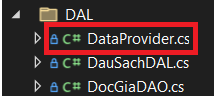 DAL
C# DataProvider.cs
C# DauSachDAL.cs
C# DocGiaDAO.cs